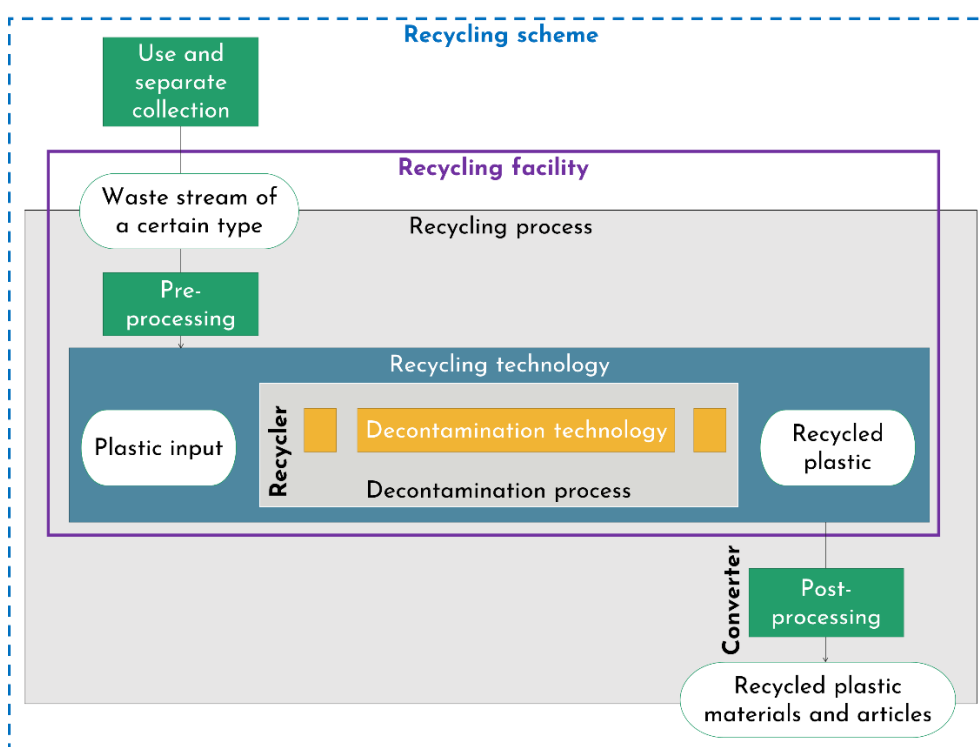 Recycling scheme
Use and
separate
collection
Recycling facility
Waste stream of
a certain type
Recycling process
Pre-
processing
Recycling technology
Plastic input
Recycler
Decontamination technology
Decontamination process
Recycled
plastic
Converter
Post-
processing
Recycled plastic
materials and articles